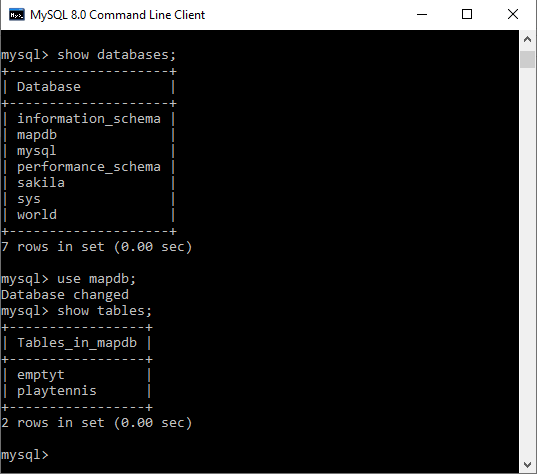 MySQL 8.0 Command Line Client
mysql> show databases;
+--------------------+
| Database           |
+--------------------+
| information_schema |
| mapdb              |
| mysql              |
| performance_schema |
| sakila             |
| sys                |
| world              |
+--------------------+
7 rows in set (0.00 sec)
mysql> use mapdb;
Database changed
mysql> show tables;
+-----------------+
| Tables_in_mapdb |
+-----------------+
| emptyt          |
| playtennis      |
+-----------------+
2 rows in set (0.00 sec)
mysql>